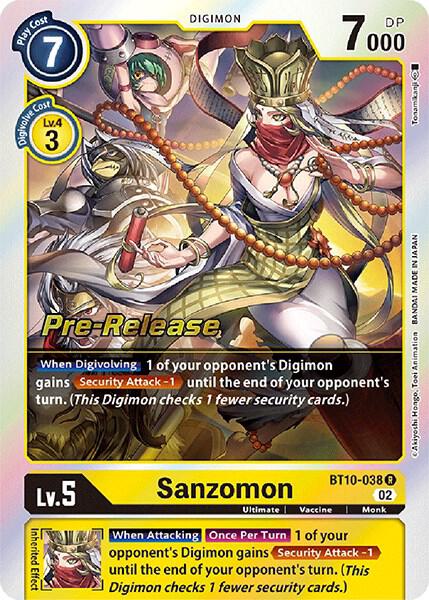 DIGIMON
Play Cost
7
7000 DP
Digivolve Cost
Lv.4
3
Tonamikanji
©Akiyoshi Hongo, Toei Animation BANDAI MADE IN JAPAN
Pre-Release
When Digivolving 1 of your opponent's Digimon
gains Security Attack -1 until the end of your opponent's
turn. (This Digimon checks 1 fewer security cards.)
Lv.5
Sanzomon
BT10-038 R
02
Ultimate | Vaccine | Monk
Inherited Effect
When Attacking Once Per Turn 1 of your
opponent's Digimon gains Security Attack -1
until the end of your opponent's turn. (This
Digimon checks 1 fewer security cards.)